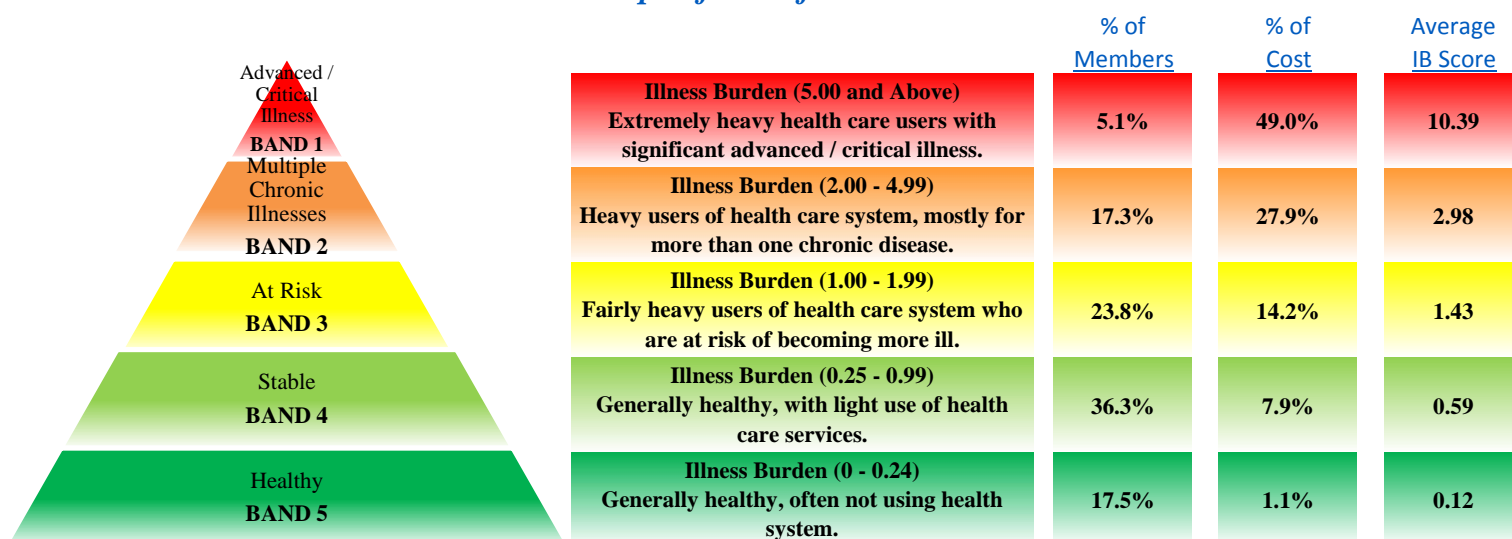 % of % of Average
Members Cost IB Score
Advanced /
Critical
Illness
BAND 1
Illness Burden (5.00 and Above)
Extremely heavy health care users with
significant advanced / critical illness.
5.1% 49.0% 10.39
Multiple
Chronic
Illnesses
BAND 2
Illness Burden (2.00 - 4.99)
Heavy users of health care system, mostly for
more than one chronic disease.
17.3% 27.9% 2.98
At Risk
BAND 3
Illness Burden (1.00 - 1.99)
Fairly heavy users of health care system who
are at risk of becoming more ill.
23.8% 14.2% 1.43
Stable
BAND 4
Illness Burden (0.25 - 0.99)
Generally healthy, with light use of health
care services.
36.3% 7.9% 0.59
Healthy
BAND 5
Illness Burden (0 - 0.24)
Generally healthy, often not using health
system.
17.5% 1.1% 0.12